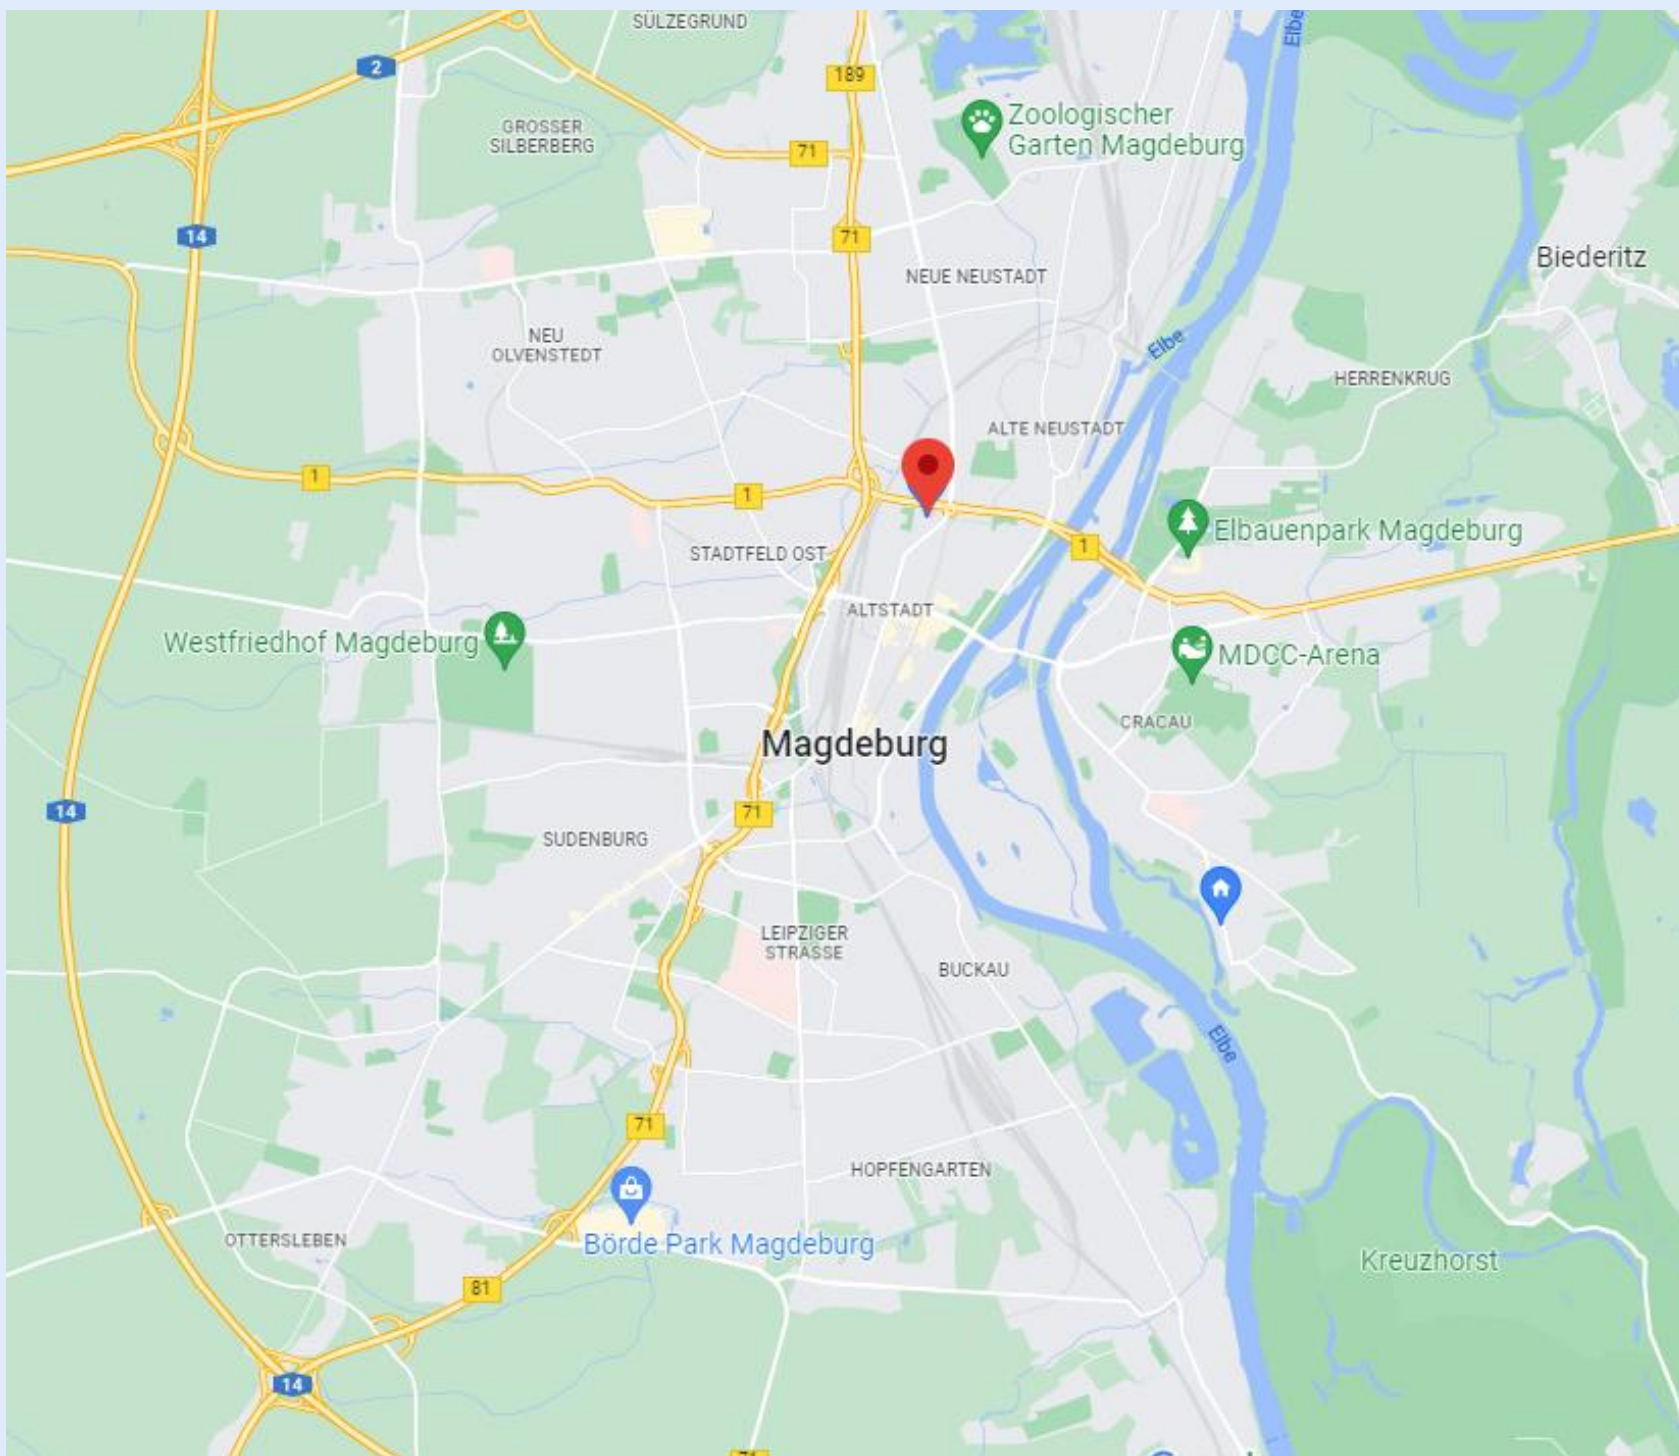 SÜLZEGRUND
Elbe
2
189
GROSSER
SILBERBERG
Zoologischer
Garten Magdeburg
71
14
71
Biederitz
NEUE NEUSTADT
NEU
OLVENSTEDT
Elbe
HERRENKRUG
ALTE NEUSTADT
1
1
Elbauenpark Magdeburg
STADTFELD OST
1
ALTSTADT
Westfriedhof Magdeburg
MDCC-Arena
CRACAU
Magdeburg
14
71
SUDENBURG
LEIPZIGER
STRASSE
BUCKAU
Elbe
71
HOPFENGARTEN
OTTERSLEBEN
Börde Park Magdeburg
Kreuzhorst
81
14